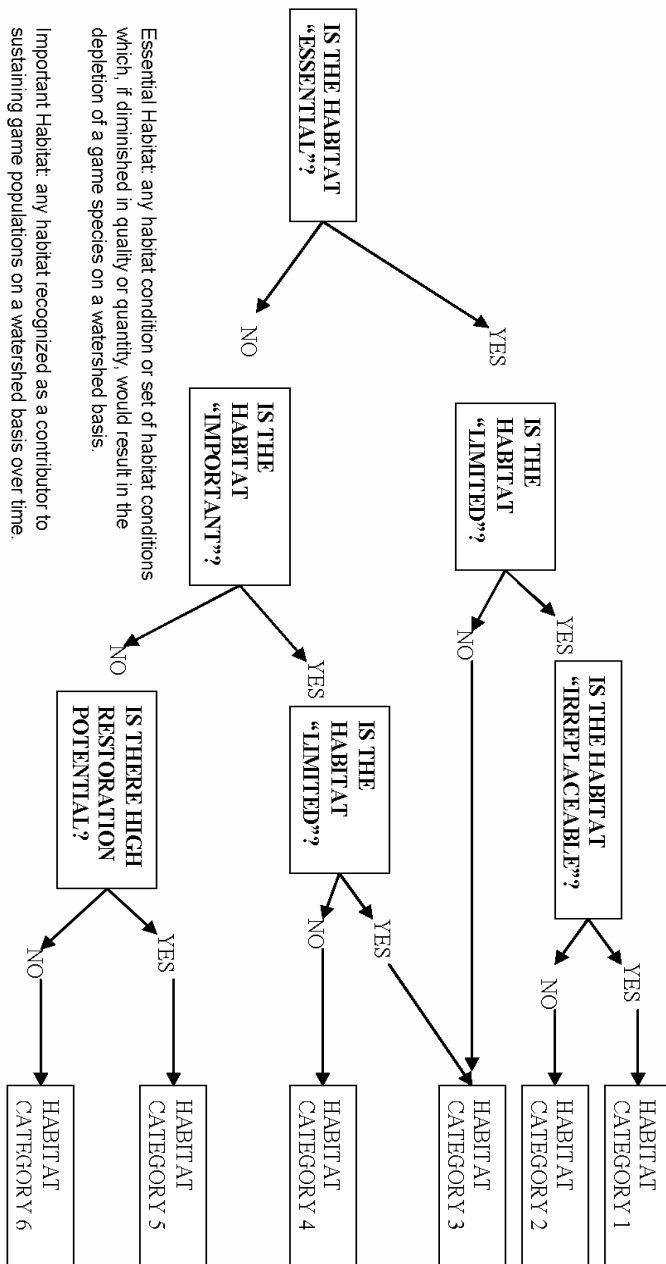 IS THE HABITAT
“ESSENTIAL”?
YES
NO
IS THE
HABITAT
“LIMITED”?
YES
NO
IS THE HABITAT
“IRREPLACEABLE”?
YES
NO
HABITAT
CATEGORY 1
HABITAT
CATEGORY 2
HABITAT
CATEGORY 3
IS THE
HABITAT
“IMPORTANT”?
YES
NO
IS THE
HABITAT
“LIMITED”?
YES
NO
HABITAT
CATEGORY 4
IS THERE HIGH
RESTORATION
POTENTIAL?
YES
NO
HABITAT
CATEGORY 5
HABITAT
CATEGORY 6
Essential Habitat: any habitat condition or set of habitat conditions
which, if diminished in quality or quantity, would result in the
depletion of a game species on a watershed basis.
Important Habitat: any habitat recognized as a contributor to
sustaining game populations on a watershed basis over time.